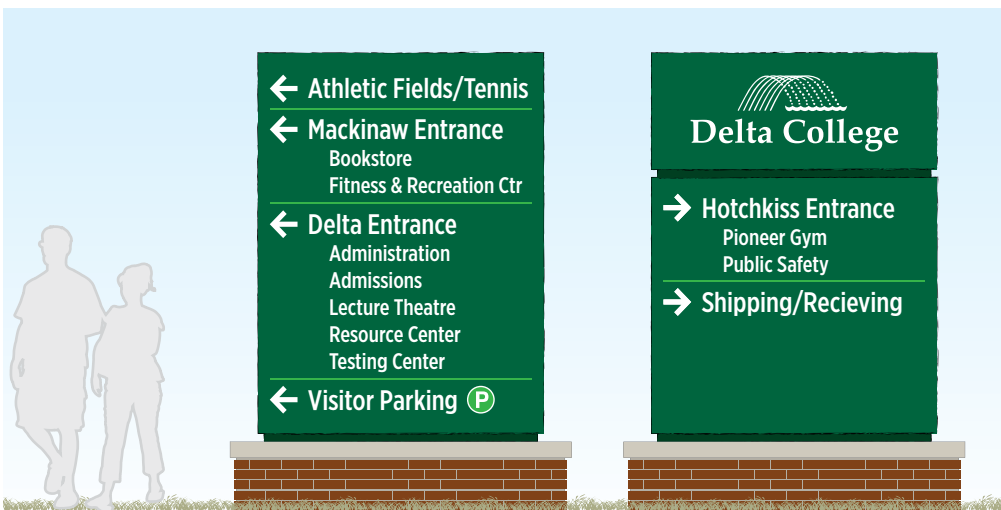 Athletic Fields/Tennis
Mackinaw Entrance
Bookstore
Fitness & Recreation Ctr
Delta Entrance
Administration
Admissions
Lecture Theatre
Resource Center
Testing Center
Visitor Parking P
Delta College
Hotchkiss Entrance
Pioneer Gym
Public Safety
Shipping/Recieving